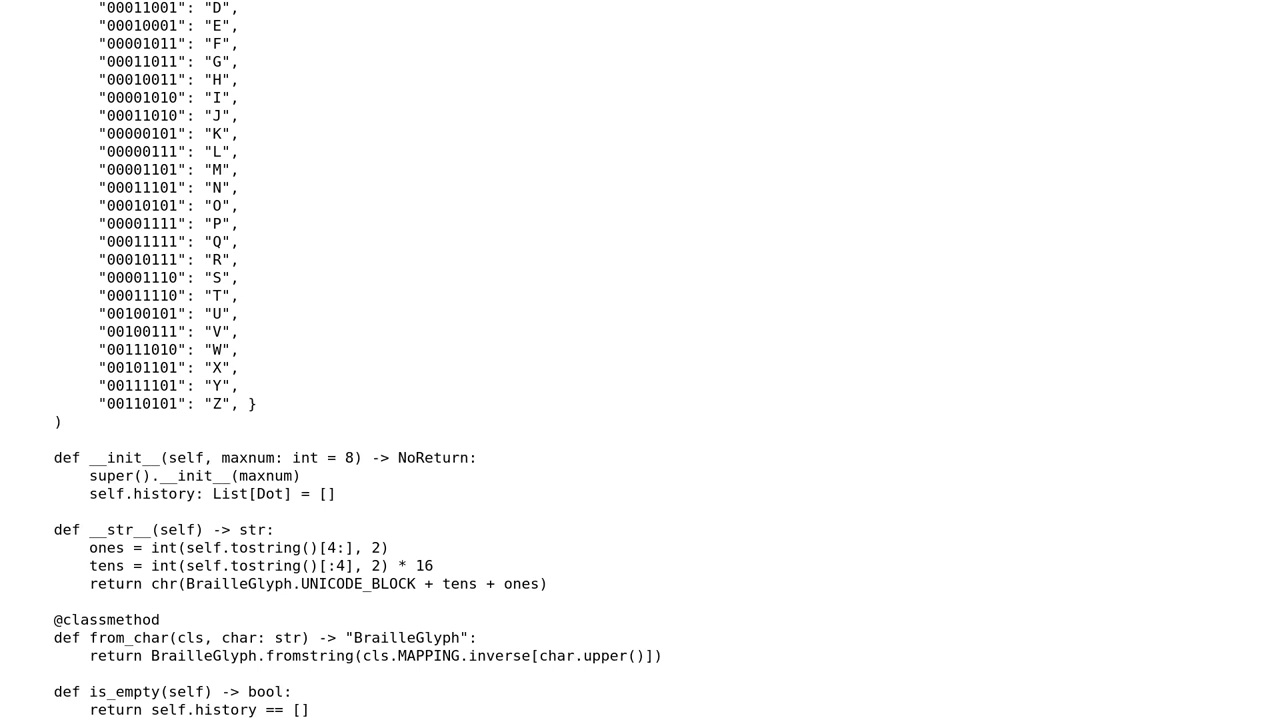 "00011001": "D",
"00010001": "E",
"00001011": "F",
"00011011": "G",
"00010011": "H",
"00001010": "I",
"00011010": "J",
"00000101": "K",
"00000111": "L",
"00001101": "M",
"00011101": "N",
"00010101": "O",
"00001111": "P",
"00011111": "Q",
"00010111": "R",
"00001110": "S",
"00011110": "T",
"00100101": "U",
"00100111": "V",
"00111010": "W",
"00101101": "X",
"00111101": "Y",
"00110101": "Z", }
)
def __init__(self, maxnum: int = 8) -> NoReturn:
super().__init__(maxnum)
self.history: List[Dot] = []
def __str__(self) -> str:
ones = int(self.tostring()[4:], 2)
tens = int(self.tostring()[:4], 2) * 16
return chr(BrailleGlyph.UNICODE_BLOCK + tens + ones)
@classmethod
def from_char(cls, char: str) -> "BrailleGlyph":
return BrailleGlyph.fromstring(cls.MAPPING.inverse[char.upper()])
def is_empty(self) -> bool:
return self.history == []